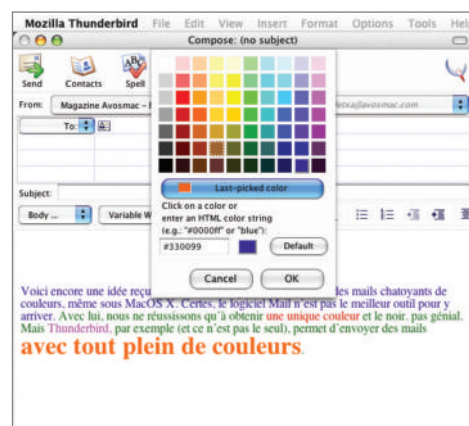 Mozilla Thunderbird File Edit View Insert Format Options Tools
Compose: (no subject)
Send Contacts Spell
From: Magazine Avosmac –
@avosmac.com
To:
Last-picked color
Subject:
Click on a color or
enter an HTML color string
(e.g.: "#0000ff" or "blue"):
Body ... Variable W
#330099 Default
Cancel OK
Voici encore une idée reçu des mails chatoyants de
couleurs, même sous MacOS X. Certes, le logiciel Mail n'est pas le meilleur outil pour y
arriver. Avec lui, nous ne réussissons qu'à obtenir une unique couleur et le noir. pas génial.
Mais Thunderbird, par exemple (et ce n'est pas le seul), permet d'envoyer des mails
avec tout plein de couleurs.